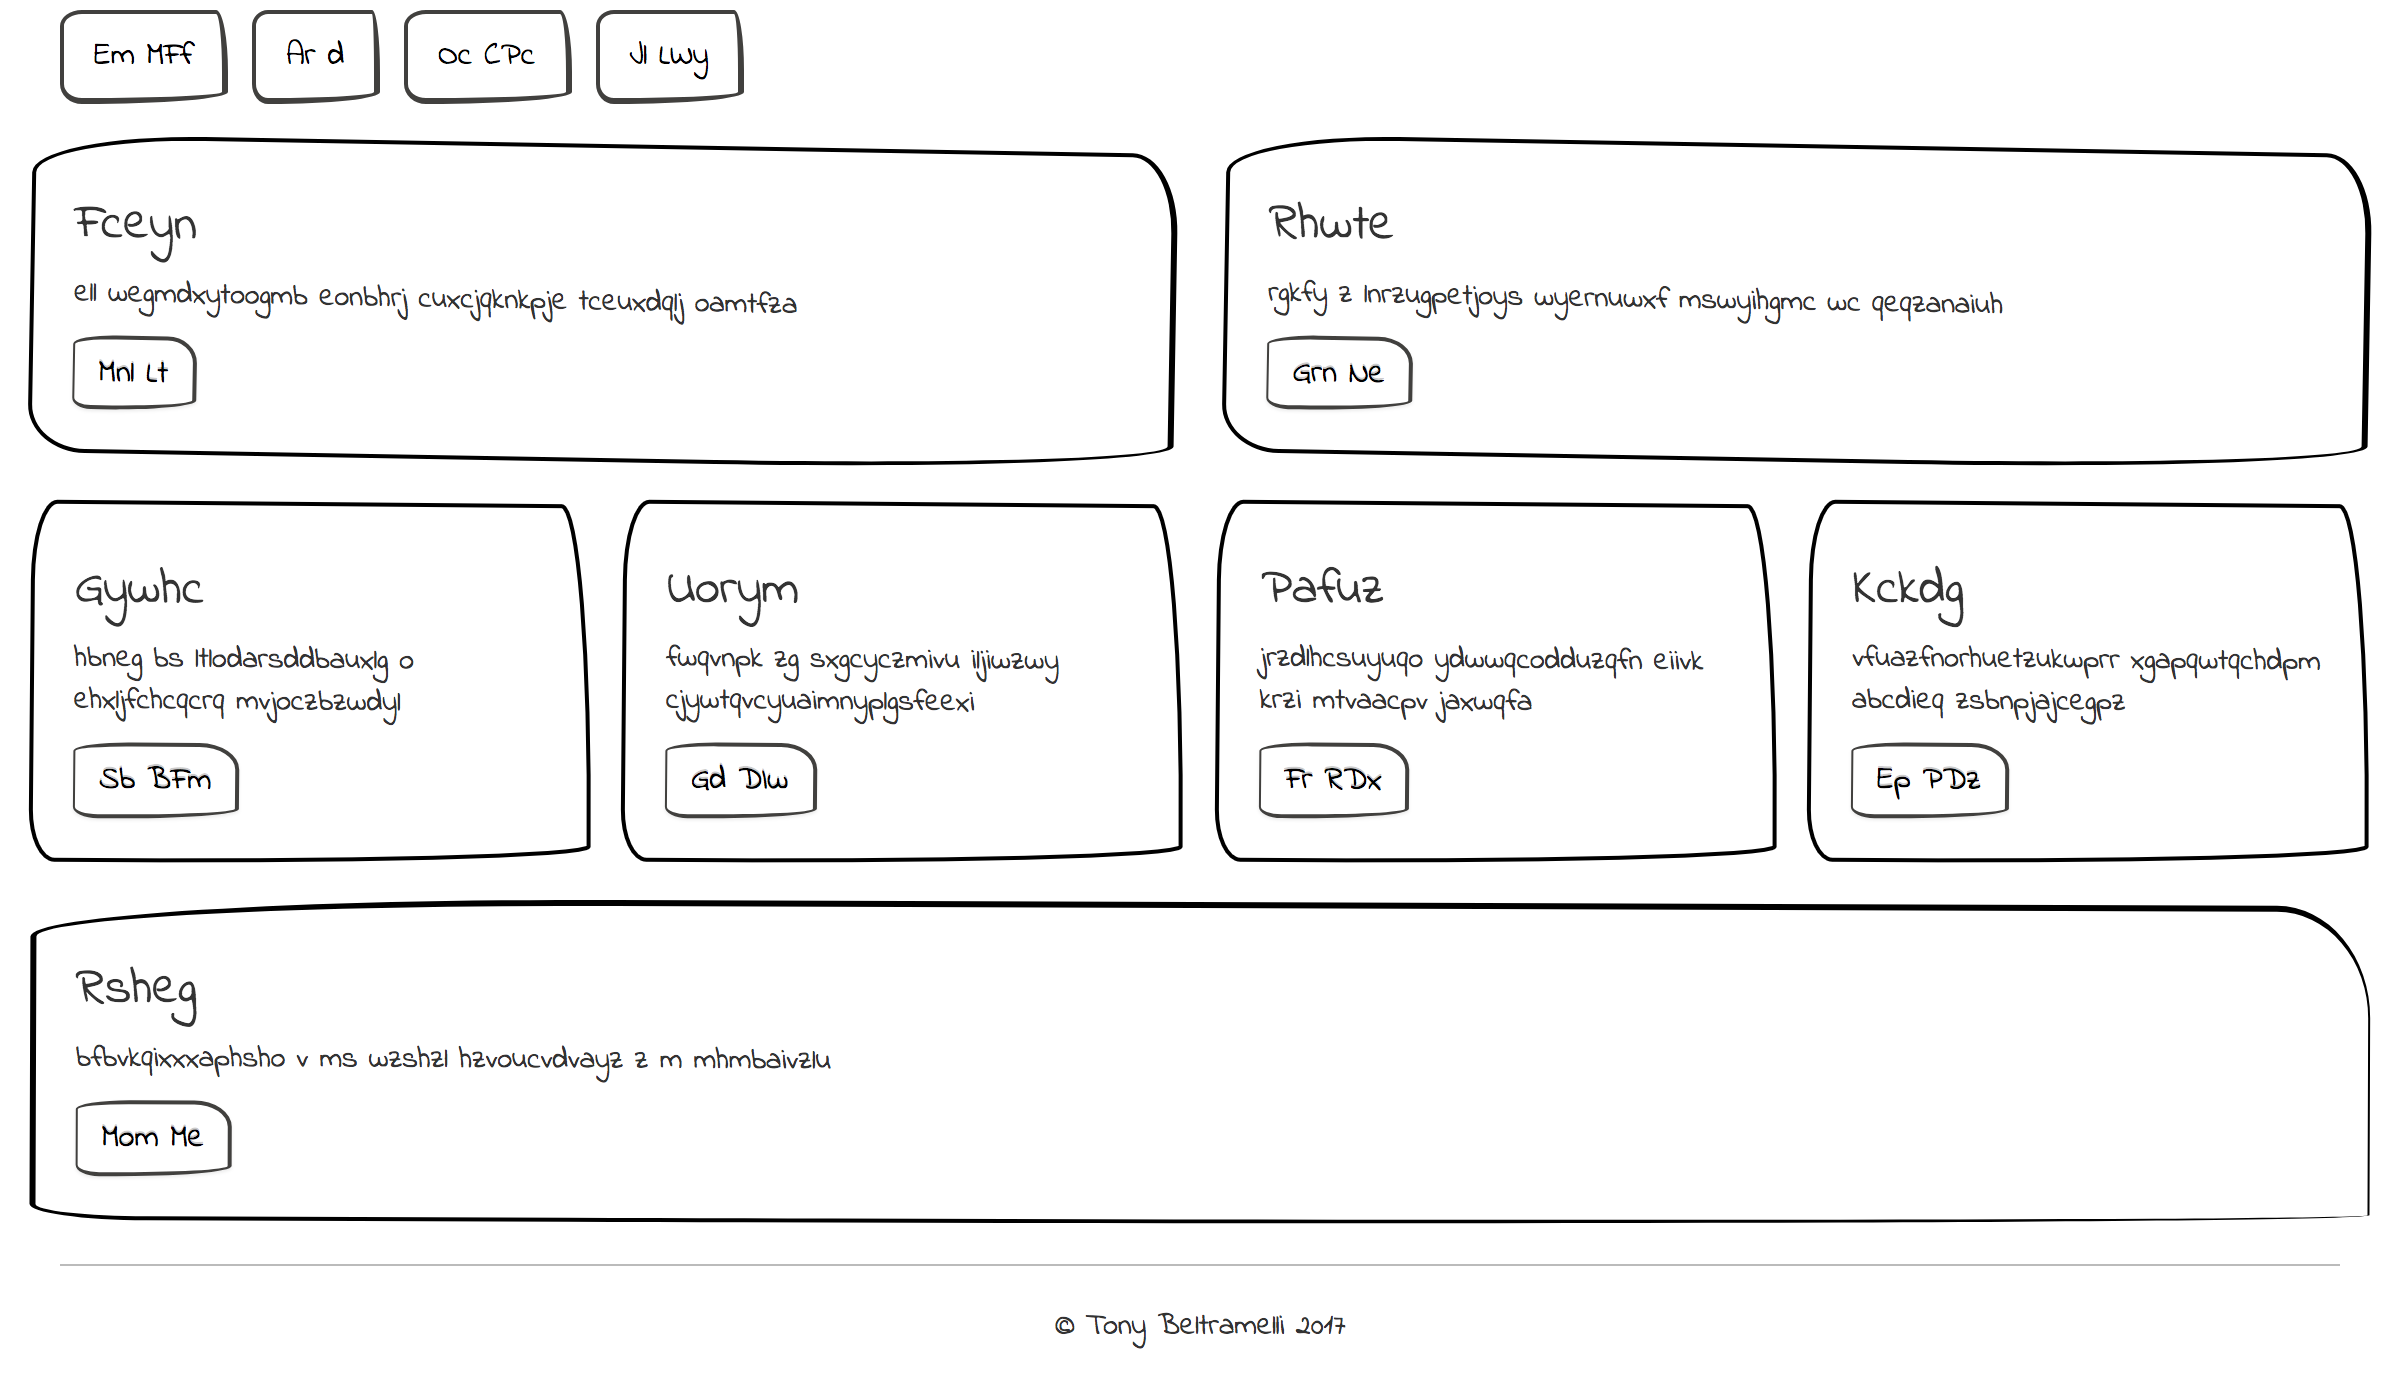 Em MFf
Ar d
Oc CPc
Jl Lwy
Fceyn
ell wegmdxytoogmb eonbhrj cuxcjqknkpje tceuxdqlj oamtfza
Mnl Lt
Rhwte
rgkfy z lnrzugpetjoys wyernuwxf mswyihgmc wc qeqzanaiuh
Grn Ne
Gywhc
hbneg bs ltlodarsddbauxlg o
ehxljfchcqcrq mvjoczbzwdyl
Sb BFm
Uorym
fwqvnpk zg sxgcyczmivu iljiwzwy
cjywtqvcyuaimnyplgsfeexi
Gd Dlw
Pafuz
jrzdlhcsuyuqo ydwwqcodduzqfn eiivk
krzi mtvaacpv jaxwqfa
Fr RDx
Kckdg
vfuazfnorhuetzukwprr xgapqwtqchdpm
abcdieq zsbnpjajcegpz
Ep PDz
Rsheg
bfbvkqixxxaphsho v ms wzshzl hzvoucvdvayz z m mhmbaivzlu
Mom Me
© Tony Beltramelli 2017